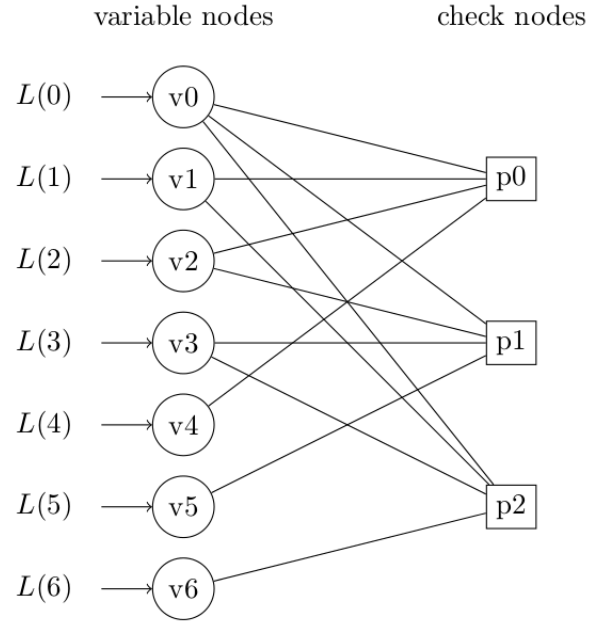 variable nodes check nodes
L(0) v0
L(1) v1 p0
L(2) v2
L(3) v3 p1
L(4) v4
L(5) v5 p2
L(6) v6